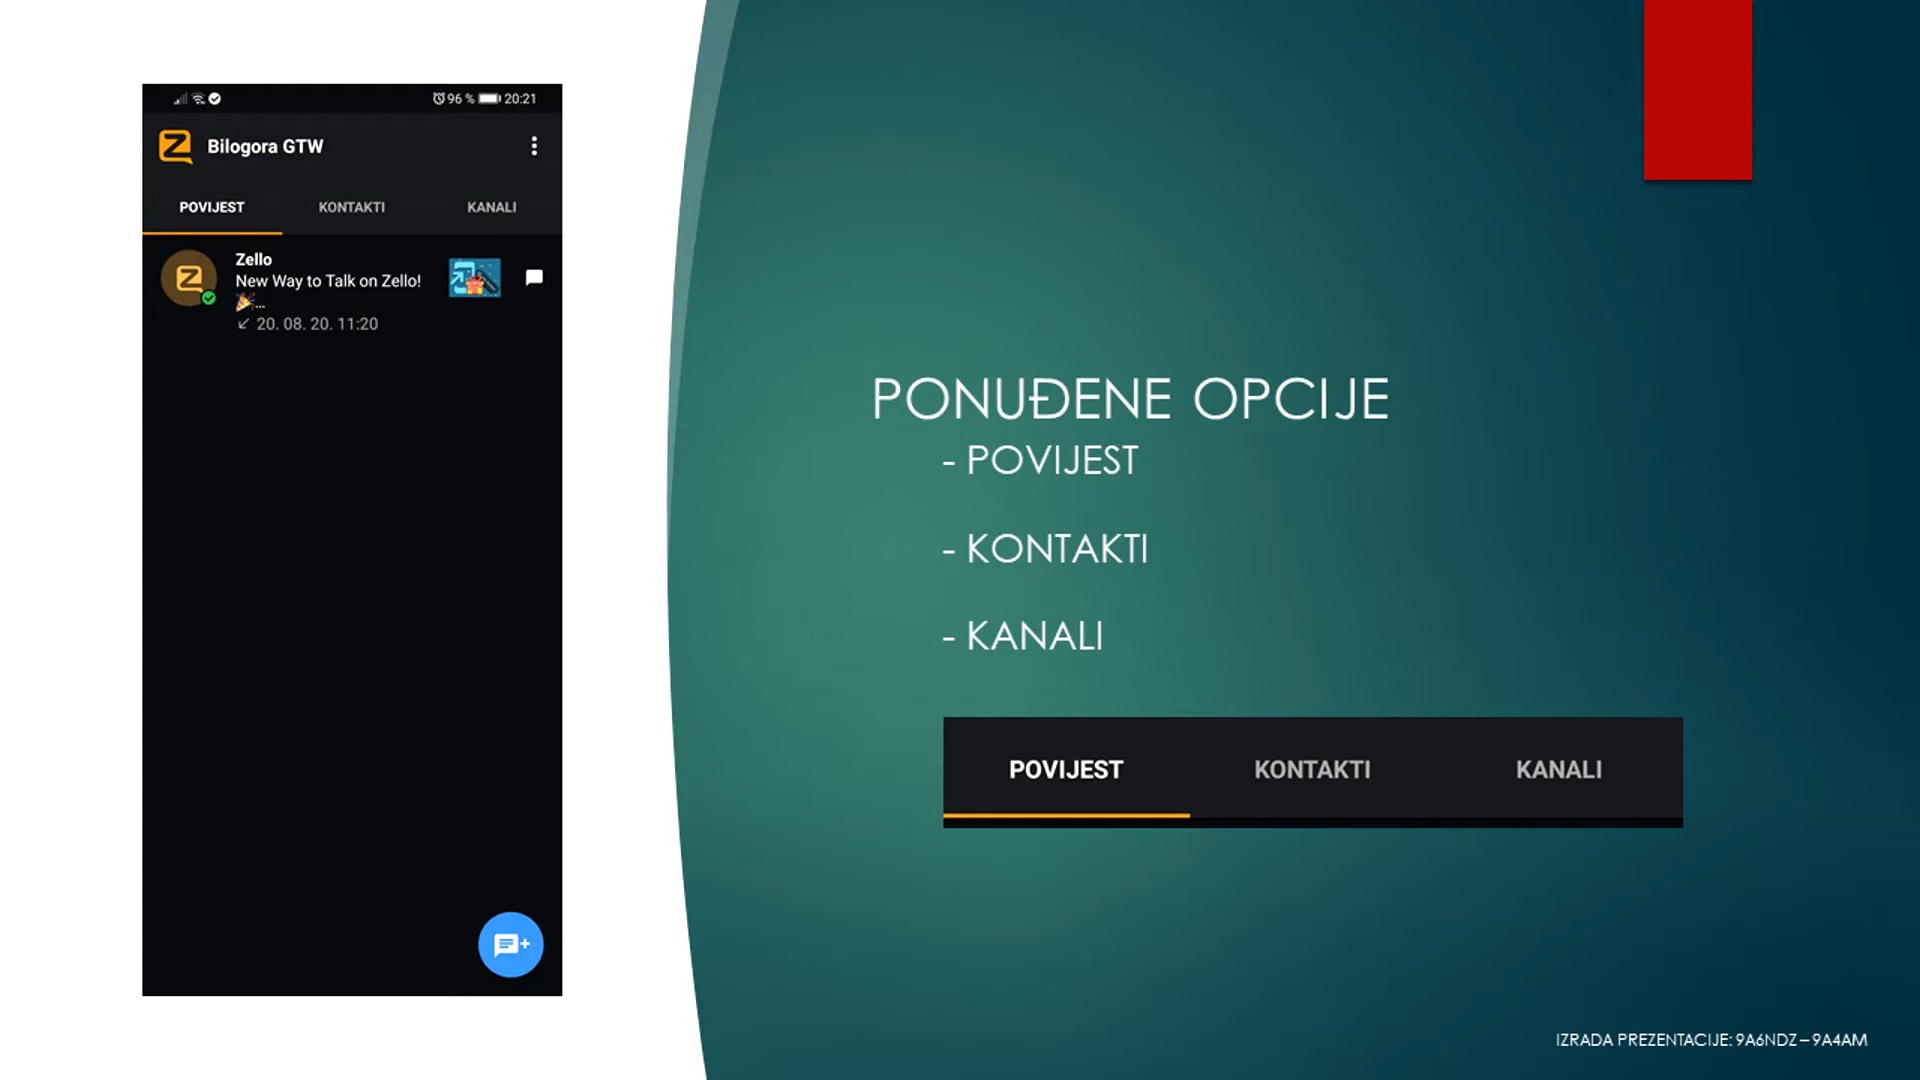 96 % 20:21
Bilogora GTW
POVIJEST KONTAKTI KANALI
Zello
New Way to Talk on Zello!
🎉...
↙ 20. 08. 20. 11:20
PONUĐENE OPCIJE
- POVIJEST
- KONTAKTI
- KANALI
POVIJEST KONTAKTI KANALI
IZRADA PREZENTACIJE: 9A6NDZ – 9A4AM